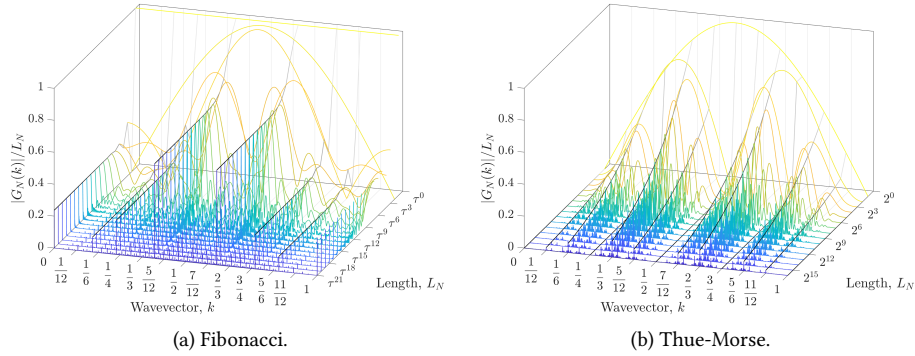 1
0.8
0.6
0.4
0.2
0
|G_N(k)|/L_N
0 1/12 1/6 1/4 1/3 5/12 1/2 7/12 2/3 3/4 5/6 11/12 1
Wavevector, k
τ^0
τ^3
τ^6
τ^9
τ^12
τ^15
τ^18
τ^21
Length, L_N
(a) Fibonacci.
1
0.8
0.6
0.4
0.2
0
|G_N(k)|/L_N
0 1/12 1/6 1/4 1/3 5/12 1/2 7/12 2/3 3/4 5/6 11/12 1
Wavevector, k
2^0
2^3
2^6
2^9
2^12
2^15
Length, L_N
(b) Thue-Morse.